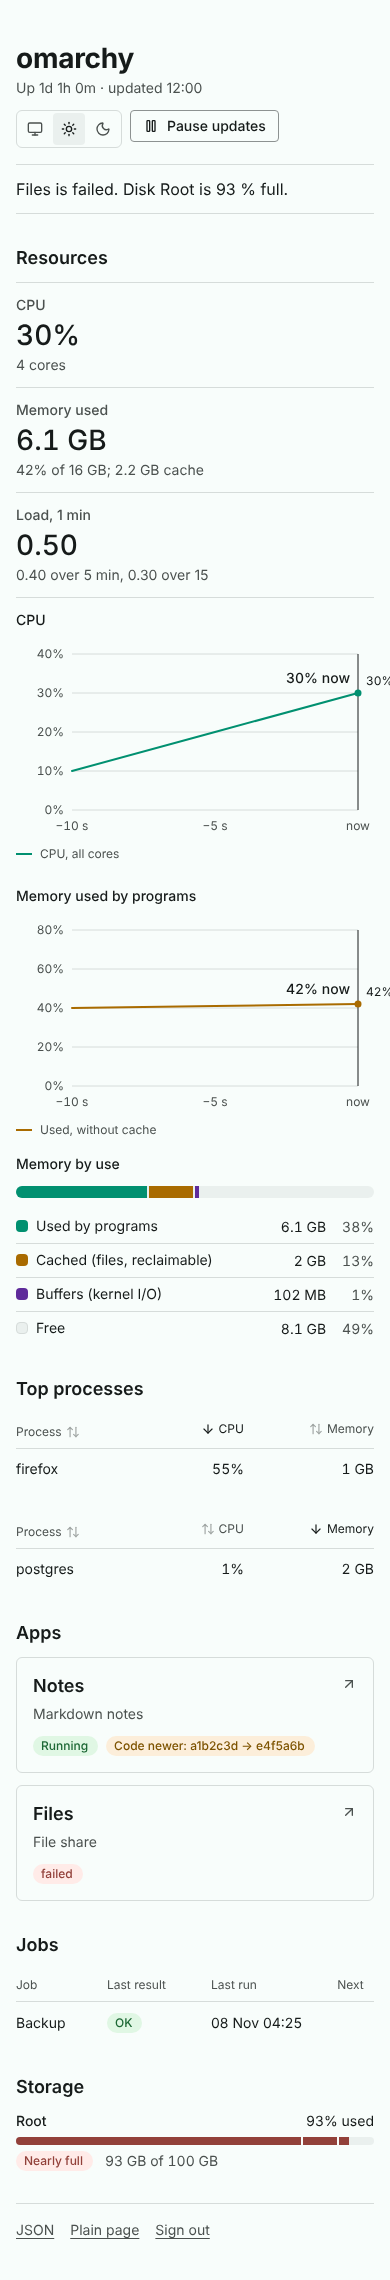 omarchy
Up 1d 1h 0m · updated 12:00
Pause updates
Files is failed. Disk Root is 93 % full.
Resources
CPU
30%
4 cores
Memory used
6.1 GB
42% of 16 GB; 2.2 GB cache
Load, 1 min
0.50
0.40 over 5 min, 0.30 over 15
CPU
40%
30% now 30%
30%
20%
10%
0%
−10 s −5 s now
CPU, all cores
Memory used by programs
80%
60%
42% now 42%
40%
20%
0%
−10 s −5 s now
Used, without cache
Memory by use
Used by programs 6.1 GB 38%
Cached (files, reclaimable) 2 GB 13%
Buffers (kernel I/O) 102 MB 1%
Free 8.1 GB 49%
Top processes
Process CPU Memory
firefox 55% 1 GB
Process CPU Memory
postgres 1% 2 GB
Apps
Notes
Markdown notes
Running Code newer: a1b2c3d → e4f5a6b
Files
File share
failed
Jobs
Job Last result Last run Next
Backup OK 08 Nov 04:25
Storage
Root 93% used
Nearly full 93 GB of 100 GB
JSON Plain page Sign out